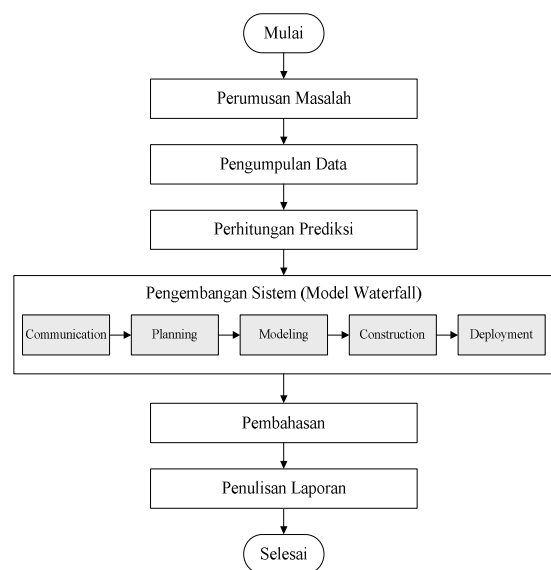 Mulai
Perumusan Masalah
Pengumpulan Data
Perhitungan Prediksi
Pengembangan Sistem (Model Waterfall)
Communication
Planning
Modeling
Construction
Deployment
Pembahasan
Penulisan Laporan
Selesai